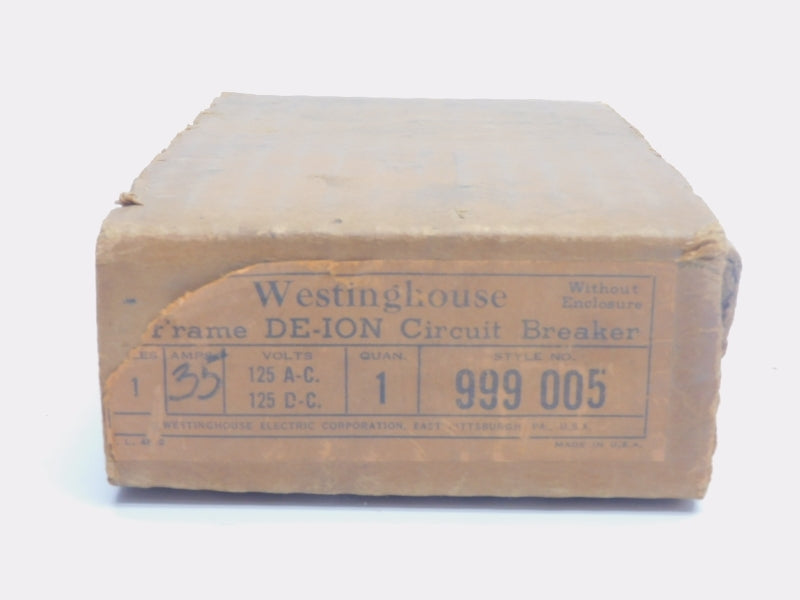 Westinghouse
Without
Enclosure
Frame DE-ION Circuit Breaker
AMPS. VOLTS QUAN. STYLE NO.
1 35 125 A-C. 1 999 005
125 D-C.
WESTINGHOUSE ELECTRIC CORPORATION, EAST PITTSBURGH, PA., U.S.A.
MADE IN U.S.A.